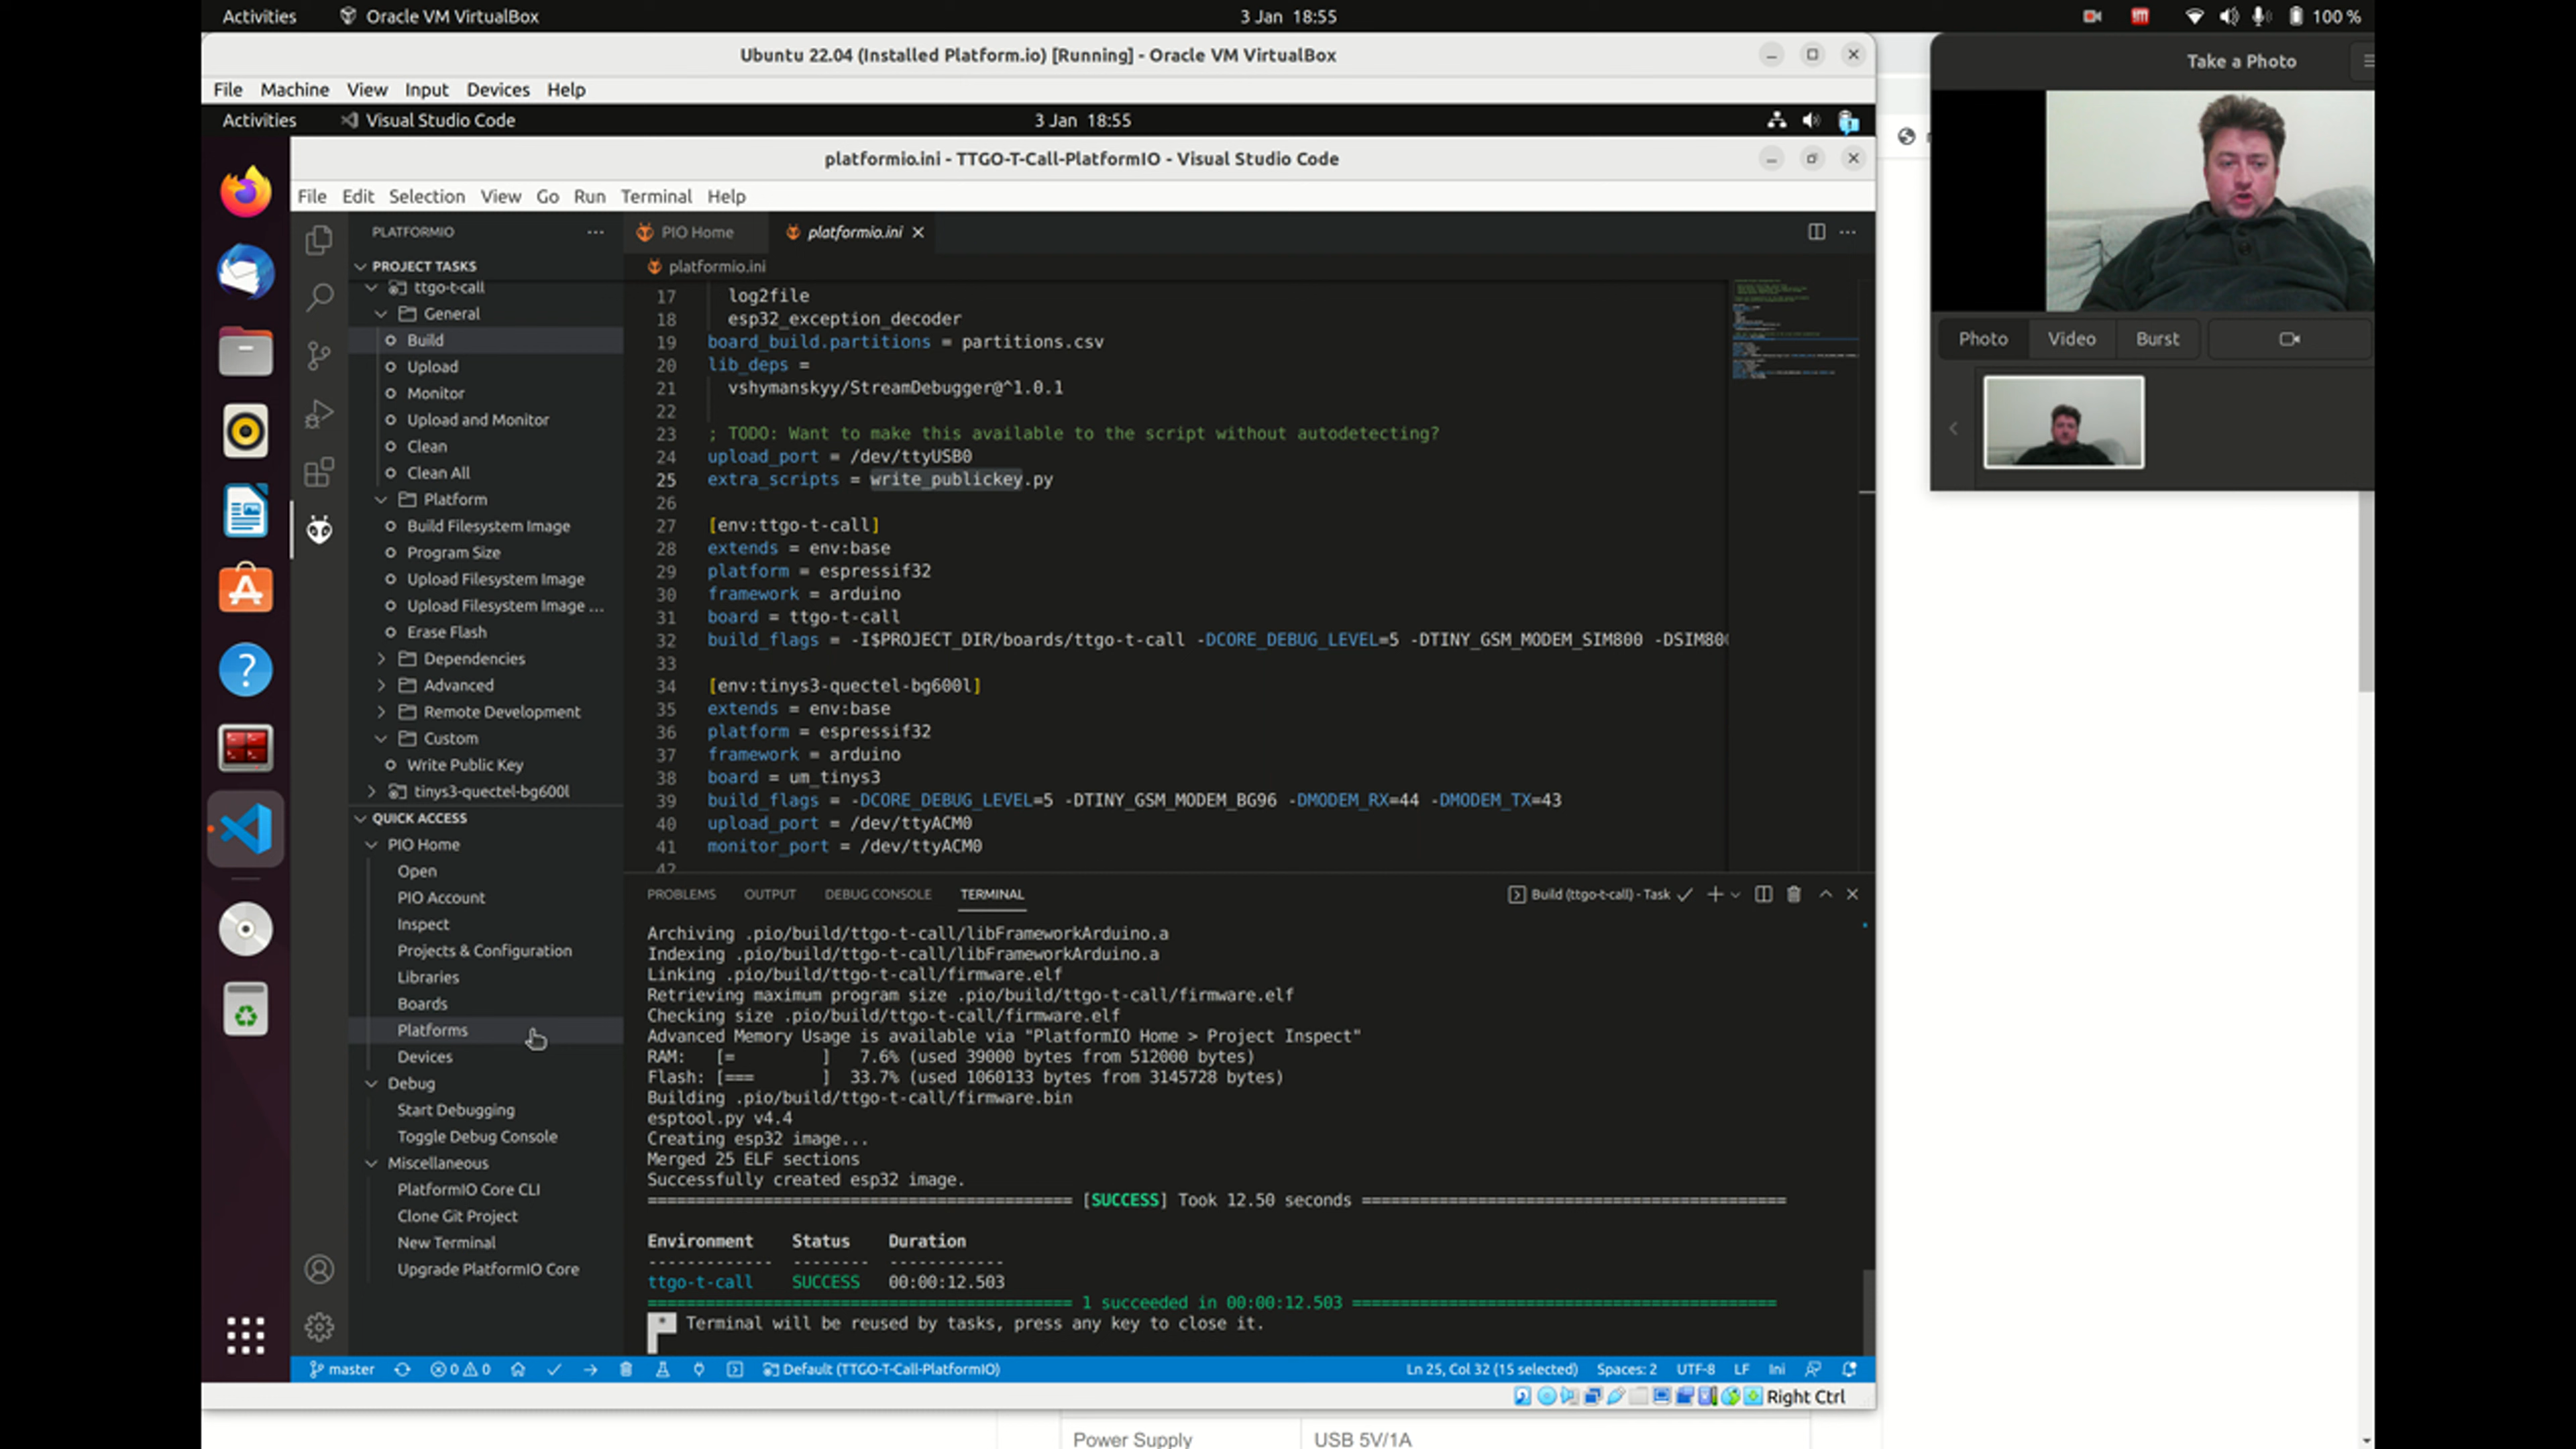 Activities Oracle VM VirtualBox 3 Jan 18:55 100 %
Ubuntu 22.04 (Installed Platform.io) [Running] - Oracle VM VirtualBox
File Machine View Input Devices Help
Activities Visual Studio Code 3 Jan 18:55
platformio.ini - TTGO-T-Call-PlatformIO - Visual Studio Code
File Edit Selection View Go Run Terminal Help
PLATFORMIO
PROJECT TASKS
ttgo-t-call
General
Build
Upload
Monitor
Upload and Monitor
Clean
Clean All
Platform
Build Filesystem Image
Program Size
Upload Filesystem Image
Upload Filesystem Image ...
Erase Flash
Dependencies
Advanced
Remote Development
Custom
Write Public Key
tinys3-quectel-bg600l
QUICK ACCESS
PIO Home
Open
PIO Account
Inspect
Projects & Configuration
Libraries
Boards
Platforms
Devices
Debug
Start Debugging
Toggle Debug Console
Miscellaneous
PlatformIO Core CLI
Clone Git Project
New Terminal
Upgrade PlatformIO Core
PIO Home platformio.ini
platformio.ini
17 log2file
18 esp32_exception_decoder
19 board_build.partitions = partitions.csv
20 lib_deps =
21 vshymanskyy/StreamDebugger@^1.0.1
22
23 ; TODO: Want to make this available to the script without autodetecting?
24 upload_port = /dev/ttyUSB0
25 extra_scripts = write_publickey.py
26
27 [env:ttgo-t-call]
28 extends = env:base
29 platform = espressif32
30 framework = arduino
31 board = ttgo-t-call
32 build_flags = -I$PROJECT_DIR/boards/ttgo-t-call -DCORE_DEBUG_LEVEL=5 -DTINY_GSM_MODEM_SIM800 -DSIM800
33
34 [env:tinys3-quectel-bg600l]
35 extends = env:base
36 platform = espressif32
37 framework = arduino
38 board = um_tinys3
39 build_flags = -DCORE_DEBUG_LEVEL=5 -DTINY_GSM_MODEM_BG96 -DMODEM_RX=44 -DMODEM_TX=43
40 upload_port = /dev/ttyACM0
41 monitor_port = /dev/ttyACM0
42
PROBLEMS OUTPUT DEBUG CONSOLE TERMINAL Build (ttgo-t-call) - Task
Archiving .pio/build/ttgo-t-call/libFrameworkArduino.a
Indexing .pio/build/ttgo-t-call/libFrameworkArduino.a
Linking .pio/build/ttgo-t-call/firmware.elf
Retrieving maximum program size .pio/build/ttgo-t-call/firmware.elf
Checking size .pio/build/ttgo-t-call/firmware.elf
Advanced Memory Usage is available via "PlatformIO Home > Project Inspect"
RAM: [= ] 7.6% (used 39000 bytes from 512000 bytes)
Flash: [=== ] 33.7% (used 1060133 bytes from 3145728 bytes)
Building .pio/build/ttgo-t-call/firmware.bin
esptool.py v4.4
Creating esp32 image...
Merged 25 ELF sections
Successfully created esp32 image.
[SUCCESS] Took 12.50 seconds
Environment Status Duration
ttgo-t-call SUCCESS 00:00:12.503
1 succeeded in 00:00:12.503
* Terminal will be reused by tasks, press any key to close it.
master 0 0 Default (TTGO-T-Call-PlatformIO) Ln 25, Col 32 (15 selected) Spaces: 2 UTF-8 LF Ini
Right Ctrl
Power Supply USB 5V/1A
Take a Photo
Photo Video Burst